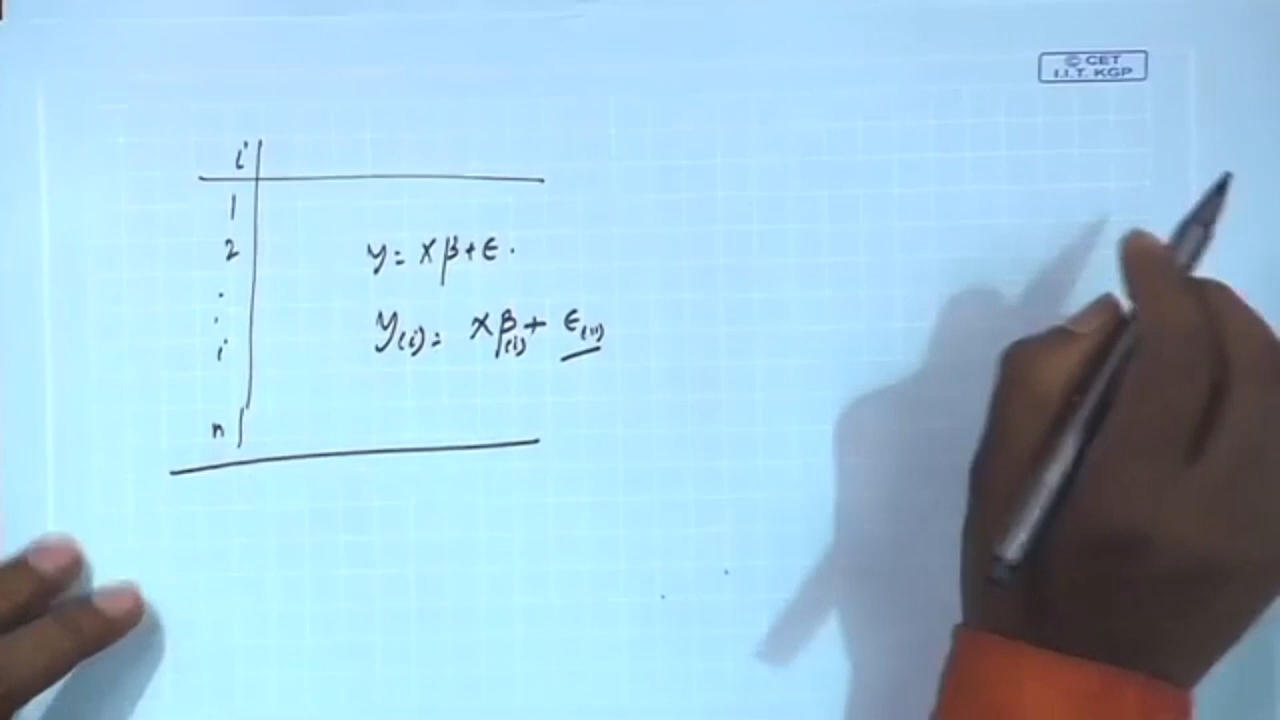 © CET
I.I.T. KGP
i
1
2
.
.
i
n
y = Xβ + ϵ.
y(i) = Xβ(i) + ϵ(i)